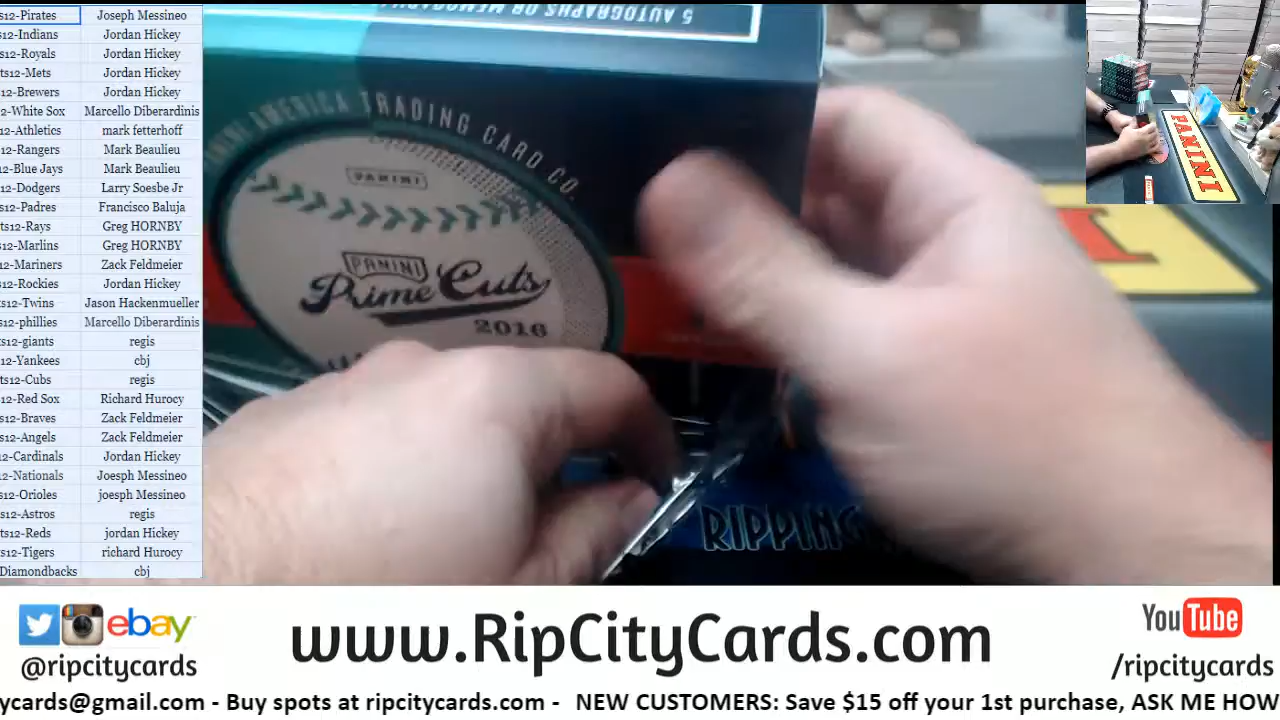 s12-Pirates Joseph Messineo
s12-Indians Jordan Hickey
s12-Royals Jordan Hickey
ts12-Mets Jordan Hickey
ts12-Brewers Jordan Hickey
2-White Sox Marcello Diberardinis
12-Athletics mark fetterhoff
12-Rangers Mark Beaulieu
12-Blue Jays Mark Beaulieu
12-Dodgers Larry Soesbe Jr
12-Padres Francisco Baluja
ts12-Rays Greg HORNBY
12-Marlins Greg HORNBY
12-Mariners Zack Feldmeier
12-Rockies Jordan Hickey
ts12-Twins Jason Hackenmueller
ts12-phillies Marcello Diberardinis
ts12-giants regis
12-Yankees cbj
ts12-Cubs regis
12-Red Sox Richard Hurocy
12-Braves Zack Feldmeier
12-Angels Zack Feldmeier
12-Cardinals Jordan Hickey
12-Nationals Joesph Messineo
12-Orioles joesph Messineo
12-Astros regis
ts12-Reds jordan Hickey
ts12-Tigers richard Hurocy
Diamondbacks cbj
5 AUTOGRAPHS OR
AMERICA TRADING CARD CO.
PANINI
PANINI
Prime Cuts
2016
RIPPING
PANINI
ebay
@ripcitycards
www.RipCityCards.com
YouTube
/ripcitycards
ycards@gmail.com - Buy spots at ripcitycards.com - NEW CUSTOMERS: Save $15 off your 1st purchase, ASK ME HOW